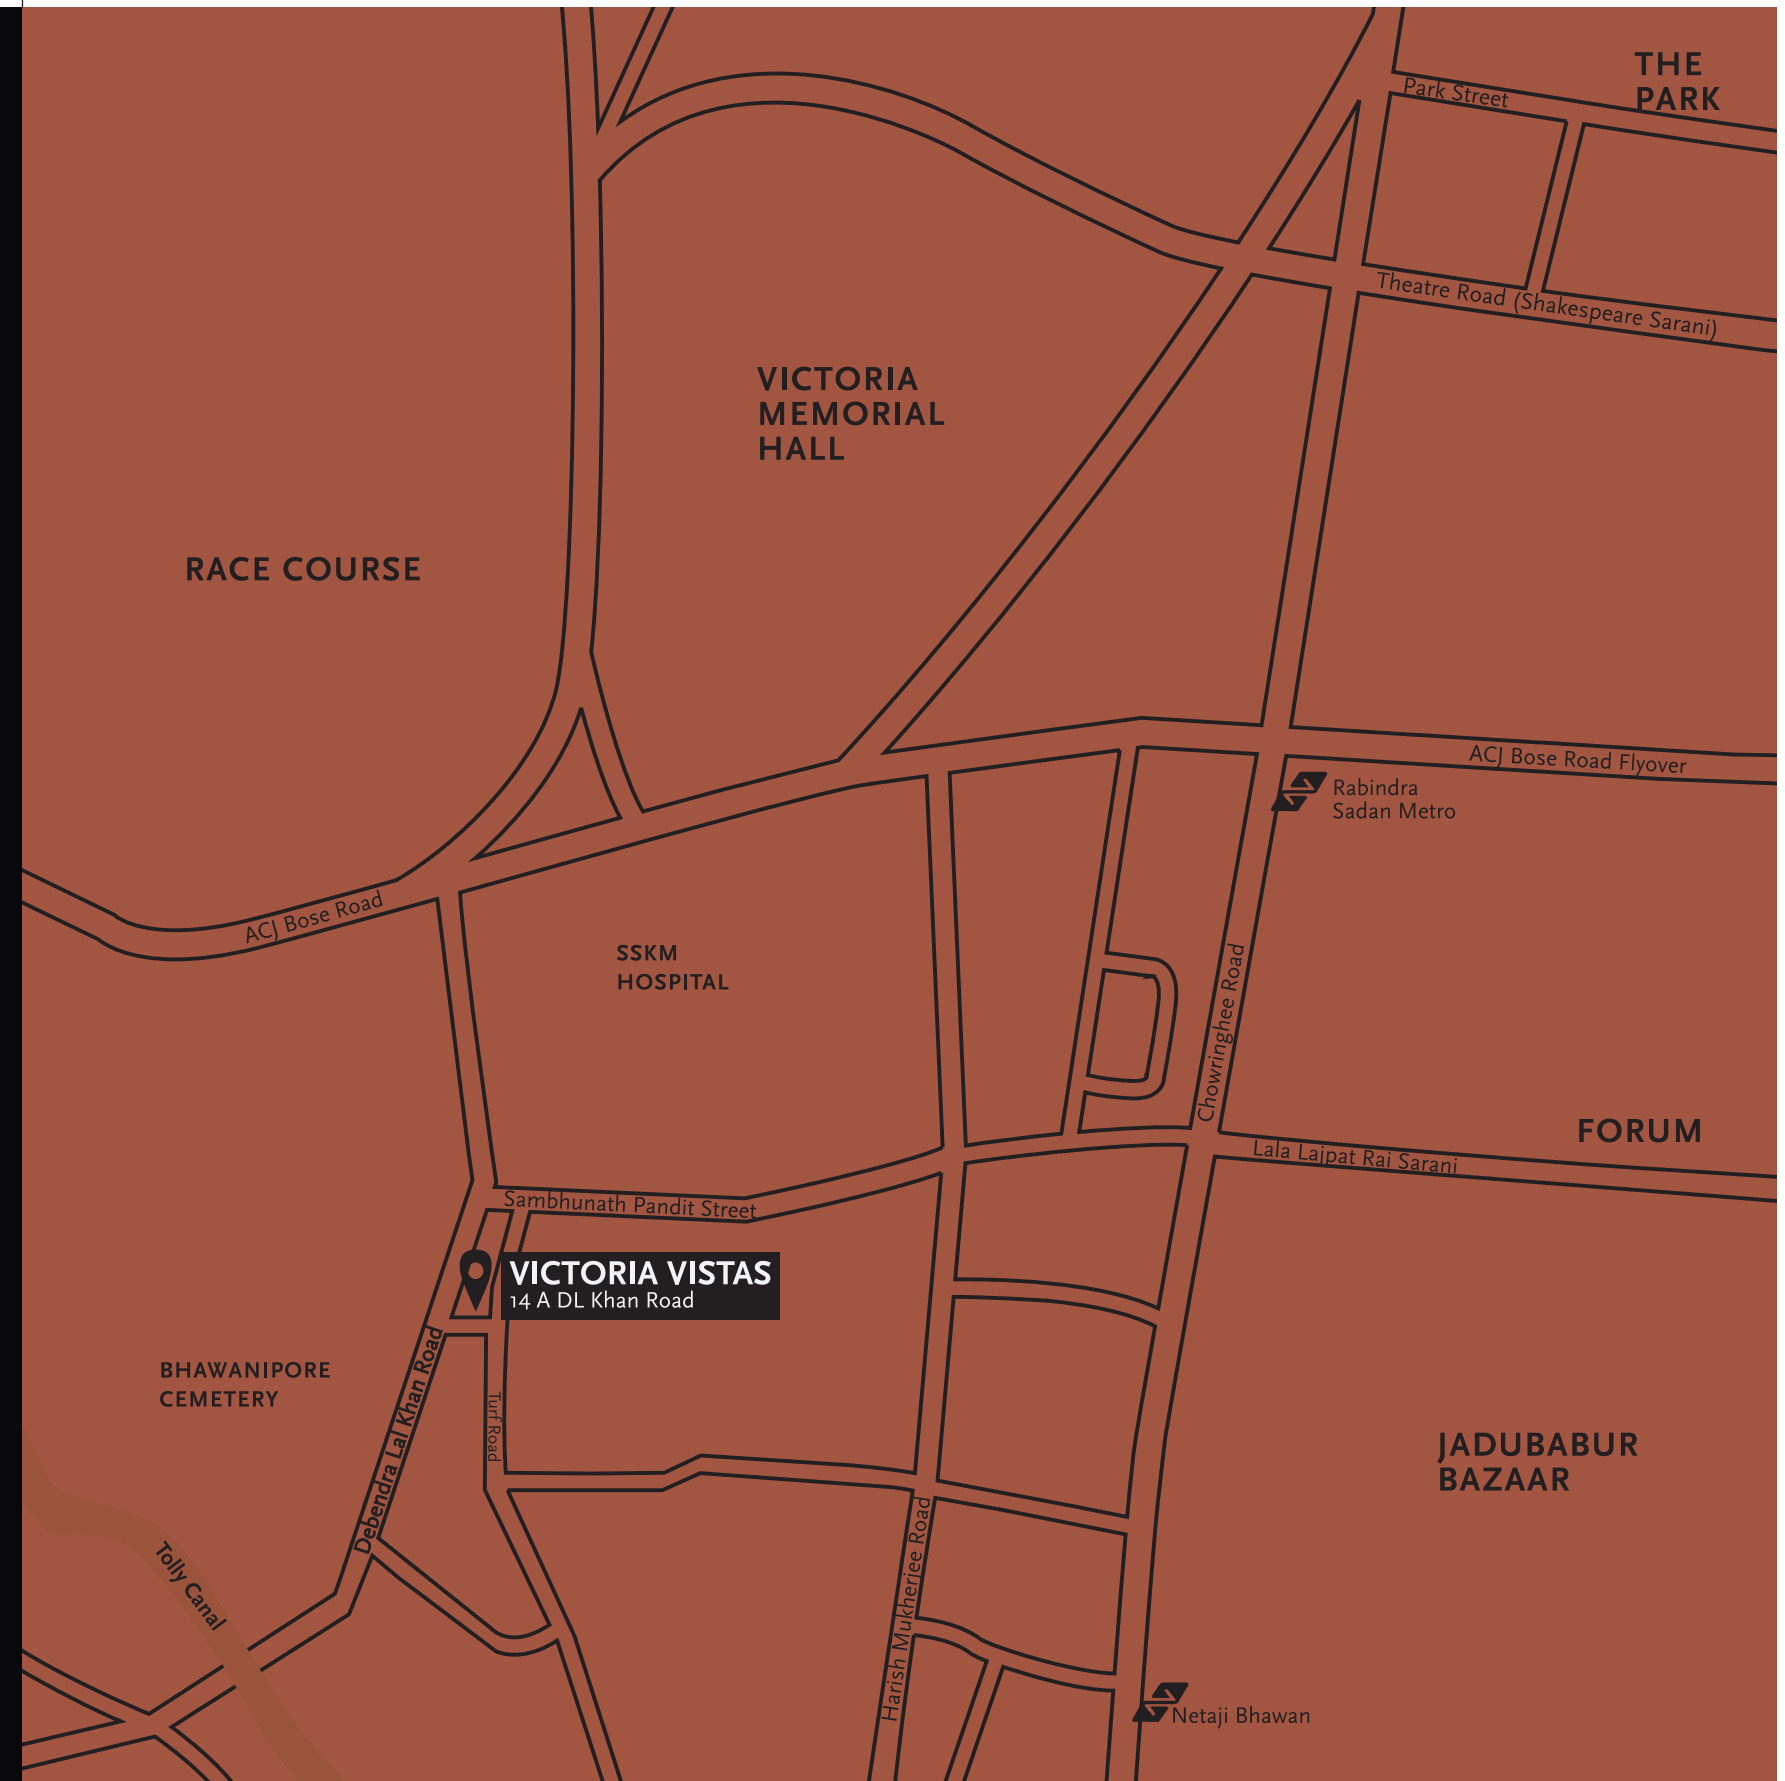 THE
PARK
Park Street
Theatre Road (Shakespeare Sarani)
VICTORIA
MEMORIAL
HALL
RACE COURSE
ACJ Bose Road Flyover
Rabindra
Sadan Metro
ACJ Bose Road
SSKM
HOSPITAL
Chowringhee Road
FORUM
Lala Lajpat Rai Sarani
Sambhunath Pandit Street
VICTORIA VISTAS
14 A DL Khan Road
Debendra Lal Khan Road
BHAWANIPORE
CEMETERY
Turf Road
JADUBABUR
BAZAAR
Tolly Canal
Harish Mukherjee Road
Netaji Bhawan